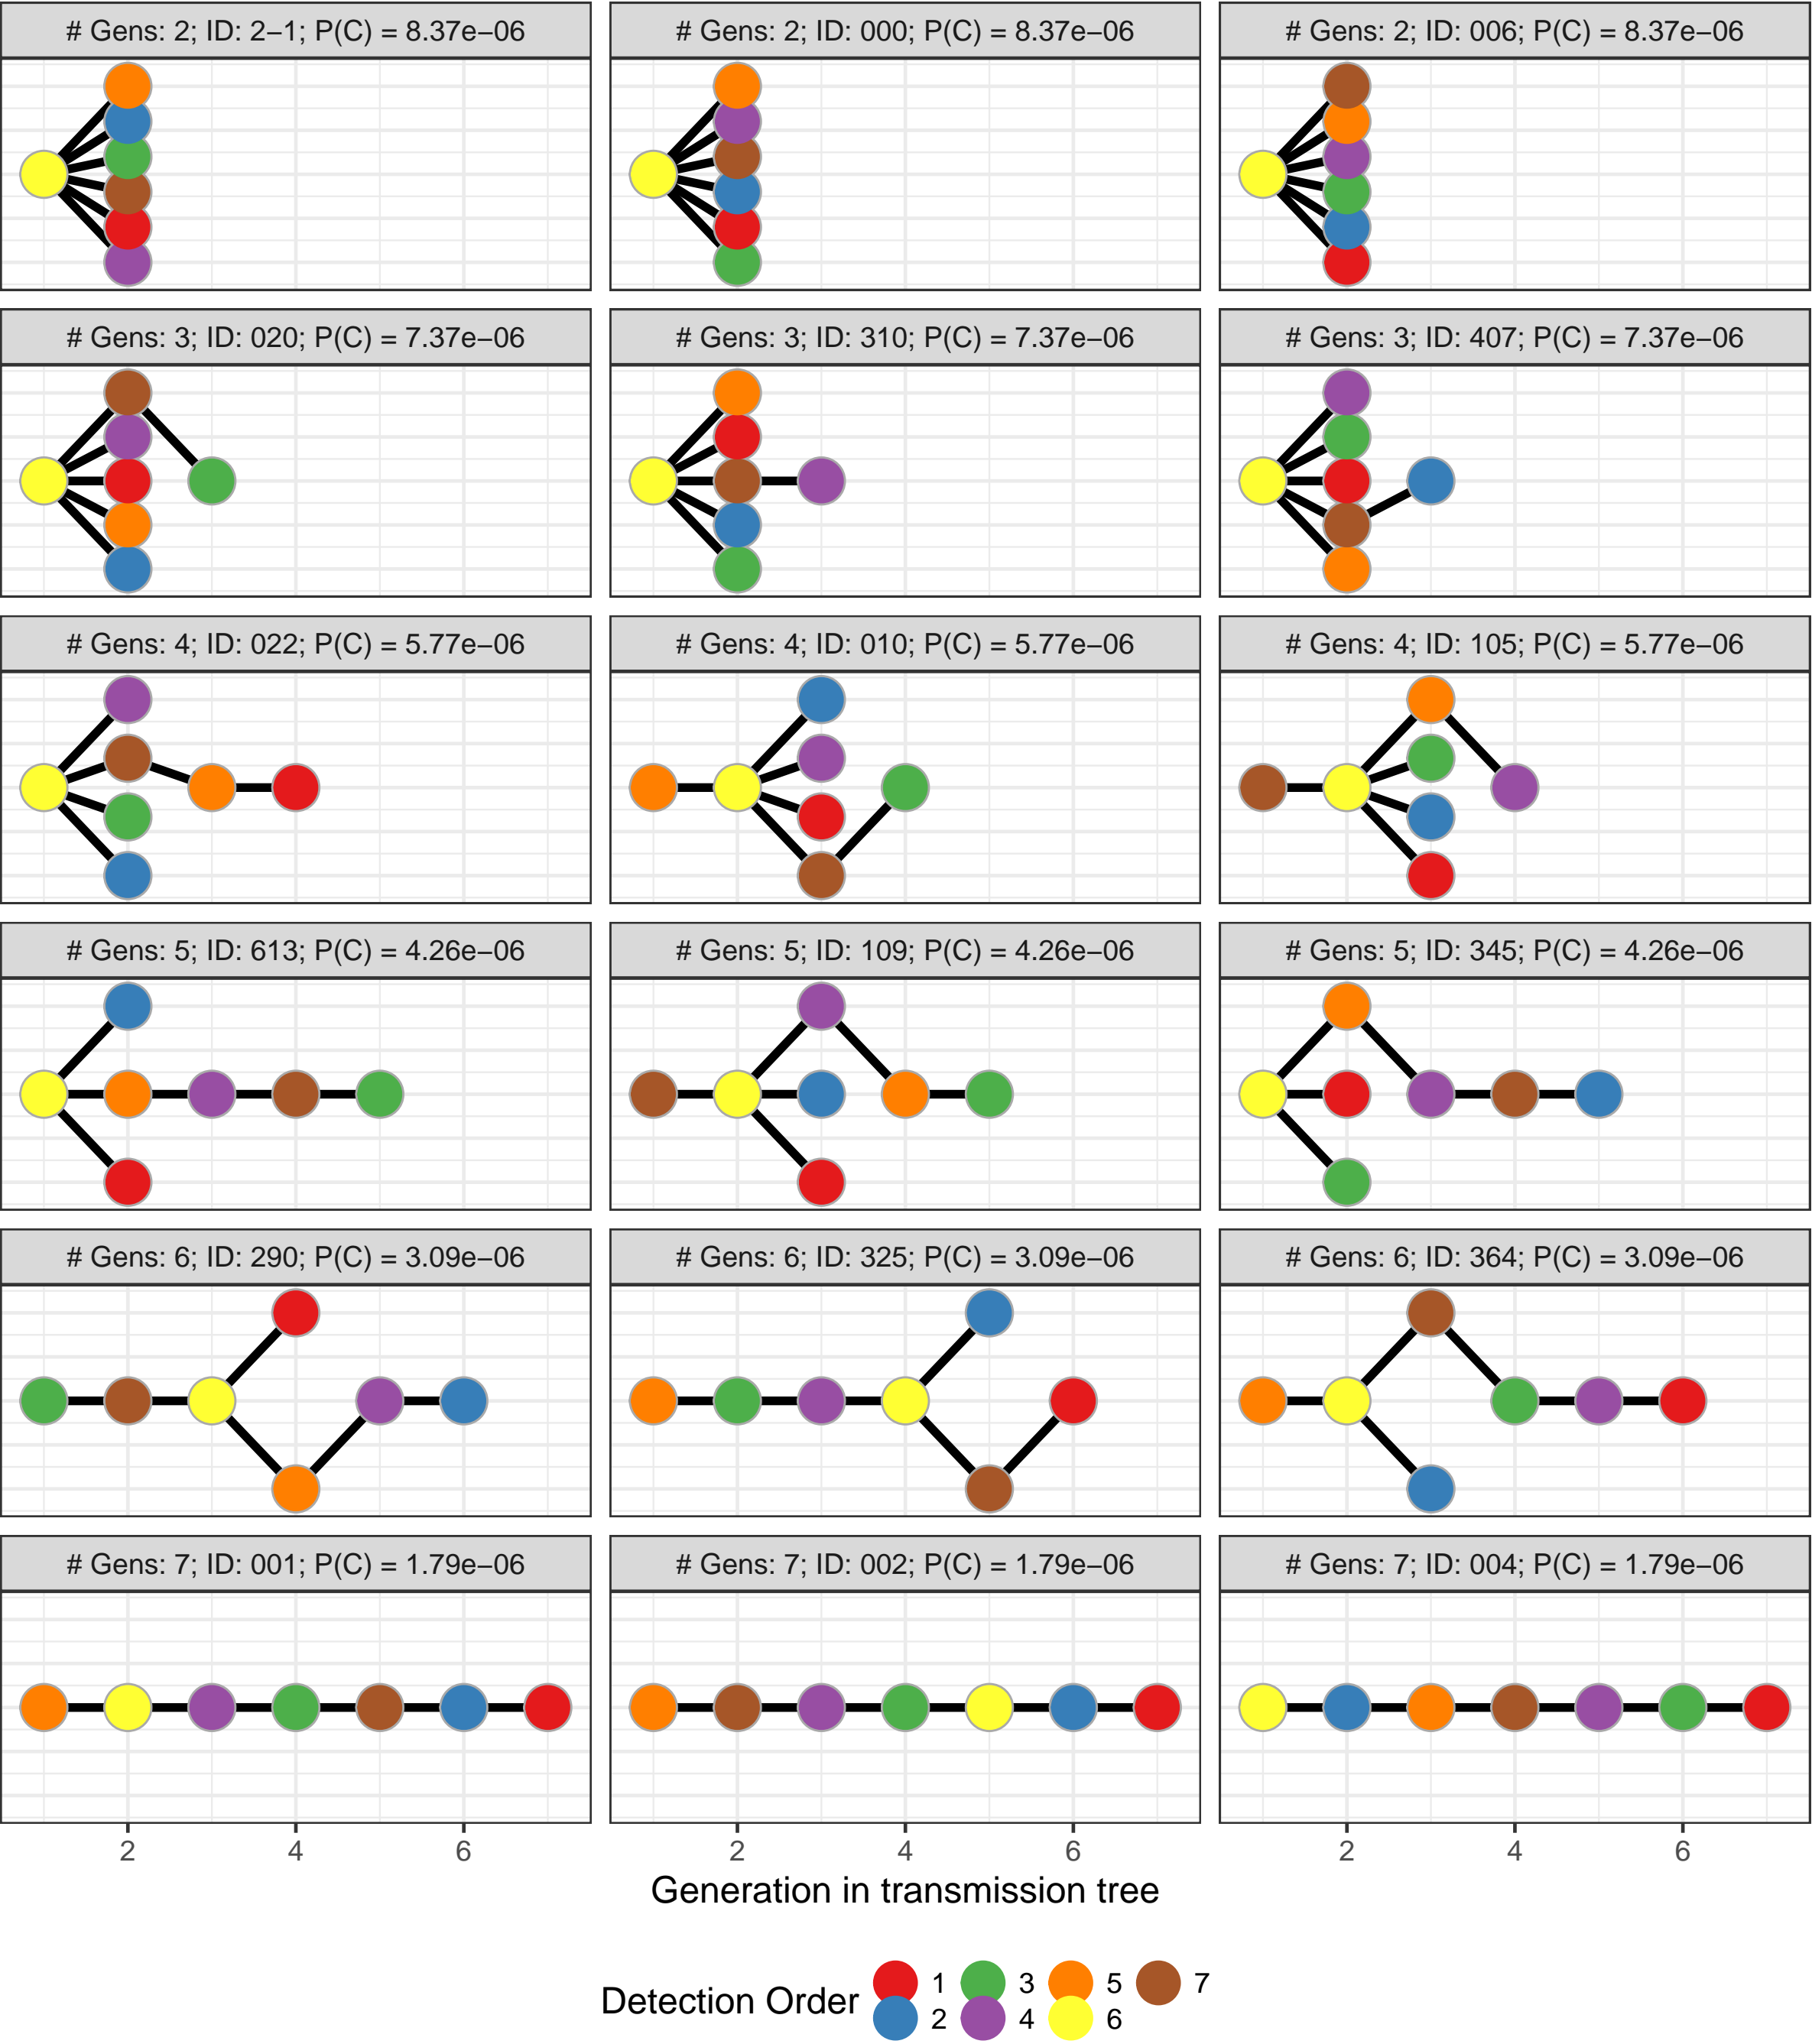 # Gens: 2; ID: 2−1; P(C) = 8.37e−06
# Gens: 2; ID: 000; P(C) = 8.37e−06
# Gens: 2; ID: 006; P(C) = 8.37e−06
# Gens: 3; ID: 020; P(C) = 7.37e−06
# Gens: 3; ID: 310; P(C) = 7.37e−06
# Gens: 3; ID: 407; P(C) = 7.37e−06
# Gens: 4; ID: 022; P(C) = 5.77e−06
# Gens: 4; ID: 010; P(C) = 5.77e−06
# Gens: 4; ID: 105; P(C) = 5.77e−06
# Gens: 5; ID: 613; P(C) = 4.26e−06
# Gens: 5; ID: 109; P(C) = 4.26e−06
# Gens: 5; ID: 345; P(C) = 4.26e−06
# Gens: 6; ID: 290; P(C) = 3.09e−06
# Gens: 6; ID: 325; P(C) = 3.09e−06
# Gens: 6; ID: 364; P(C) = 3.09e−06
# Gens: 7; ID: 001; P(C) = 1.79e−06
# Gens: 7; ID: 002; P(C) = 1.79e−06
# Gens: 7; ID: 004; P(C) = 1.79e−06
2 4 6
2 4 6
2 4 6
Generation in transmission tree
Detection Order
1 3 5 7
2 4 6